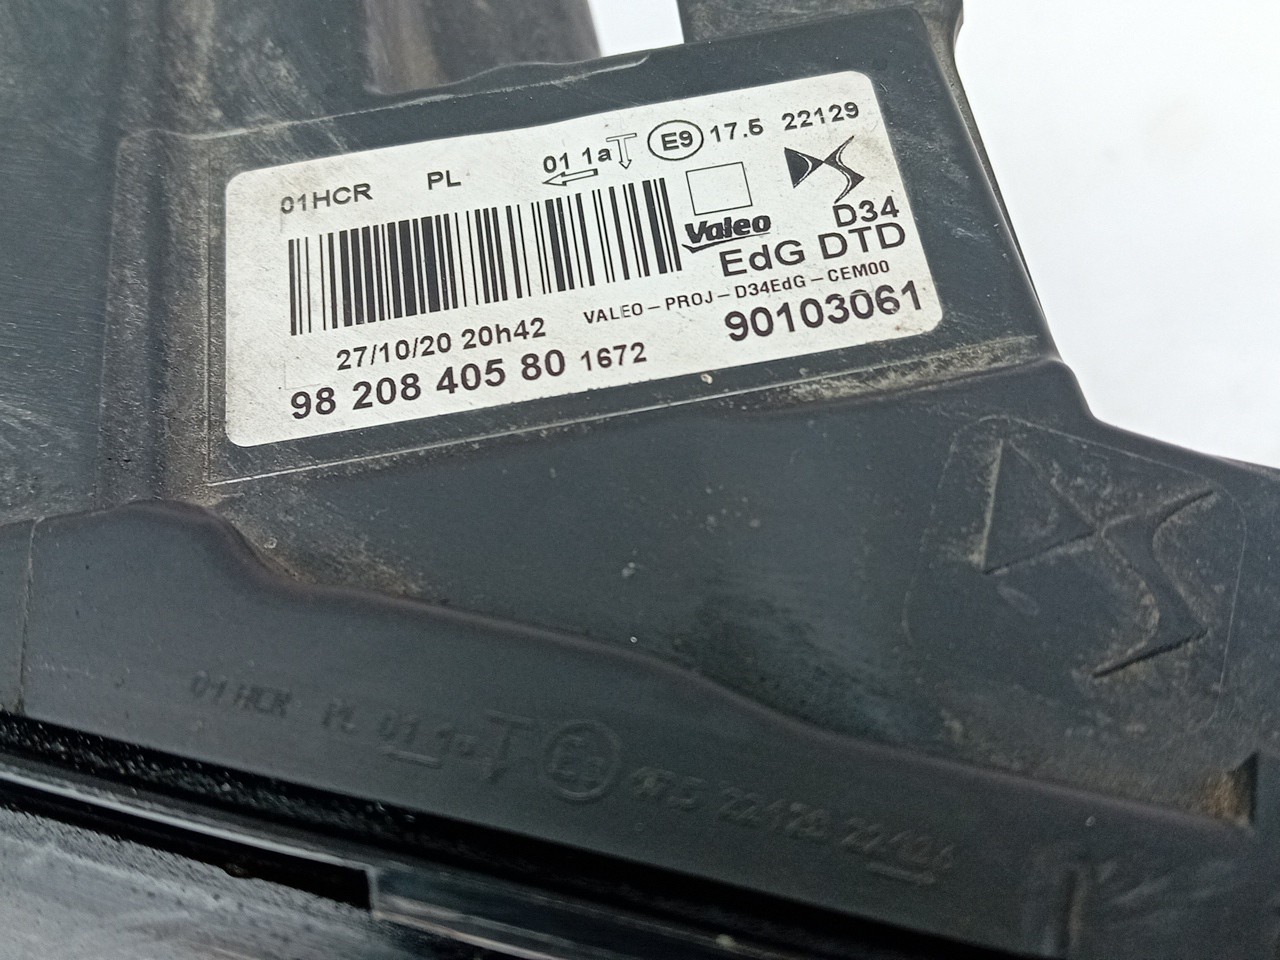 01HCR PL 01 1a E9 17.5 22129
DS
Valeo
D34
EdG DTD
VALEO-PROJ-D34EdG-CEM00
27/10/20 20h42
98 208 405 80 1672
90103061
01HCR PL 01 1a